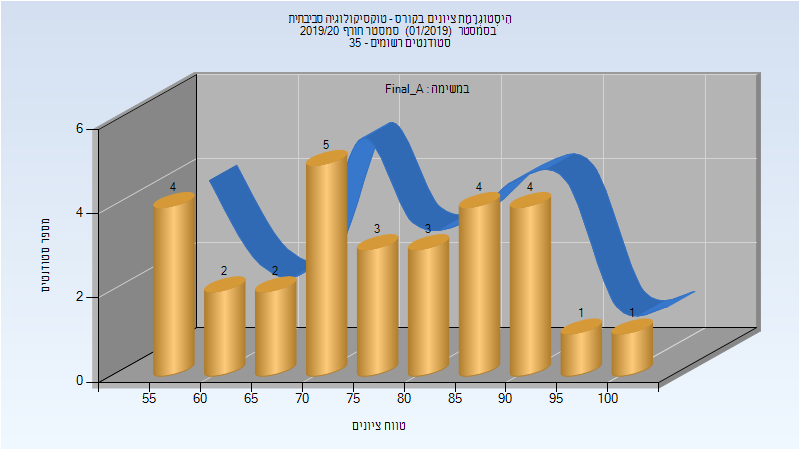 היסטוגרמת ציונים בקורס - טוקסיקולוגיה סביבתית
בסמסטר (01/2019) סמסטר חורף 2019/20
סטודנטים רשומים - 35
במשימה : Final_A
מספר סטודנטים
6
4
2
0
4
2
2
5
3
3
4
4
1
1
55 60 65 70 75 80 85 90 95 100
טווח ציונים